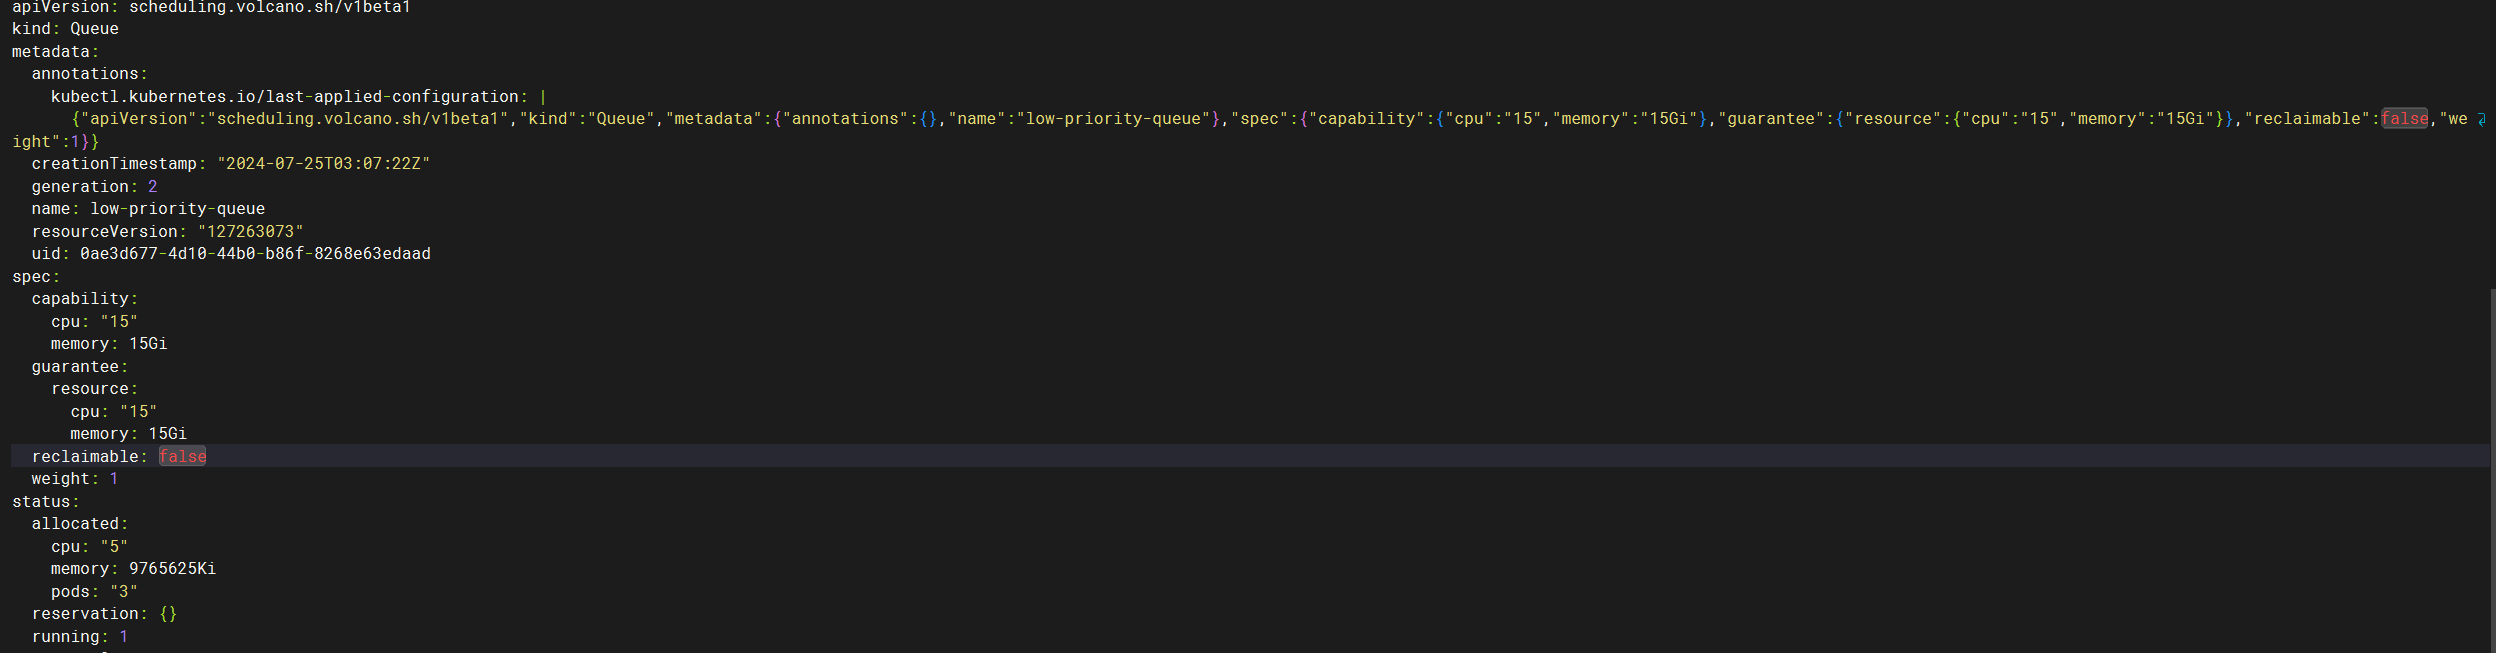 apiVersion: scheduling.volcano.sh/v1beta1
kind: Queue
metadata:
  annotations:
    kubectl.kubernetes.io/last-applied-configuration: |
      {"apiVersion":"scheduling.volcano.sh/v1beta1","kind":"Queue","metadata":{"annotations":{},"name":"low-priority-queue"},"spec":{"capability":{"cpu":"15","memory":"15Gi"},"guarantee":{"resource":{"cpu":"15","memory":"15Gi"}},"reclaimable":false,"we
ight":1}}
  creationTimestamp: "2024-07-25T03:07:22Z"
  generation: 2
  name: low-priority-queue
  resourceVersion: "127263073"
  uid: 0ae3d677-4d10-44b0-b86f-8268e63edaad
spec:
  capability:
    cpu: "15"
    memory: 15Gi
  guarantee:
    resource:
      cpu: "15"
      memory: 15Gi
  reclaimable: false
  weight: 1
status:
  allocated:
    cpu: "5"
    memory: 9765625Ki
    pods: "3"
  reservation: {}
  running: 1